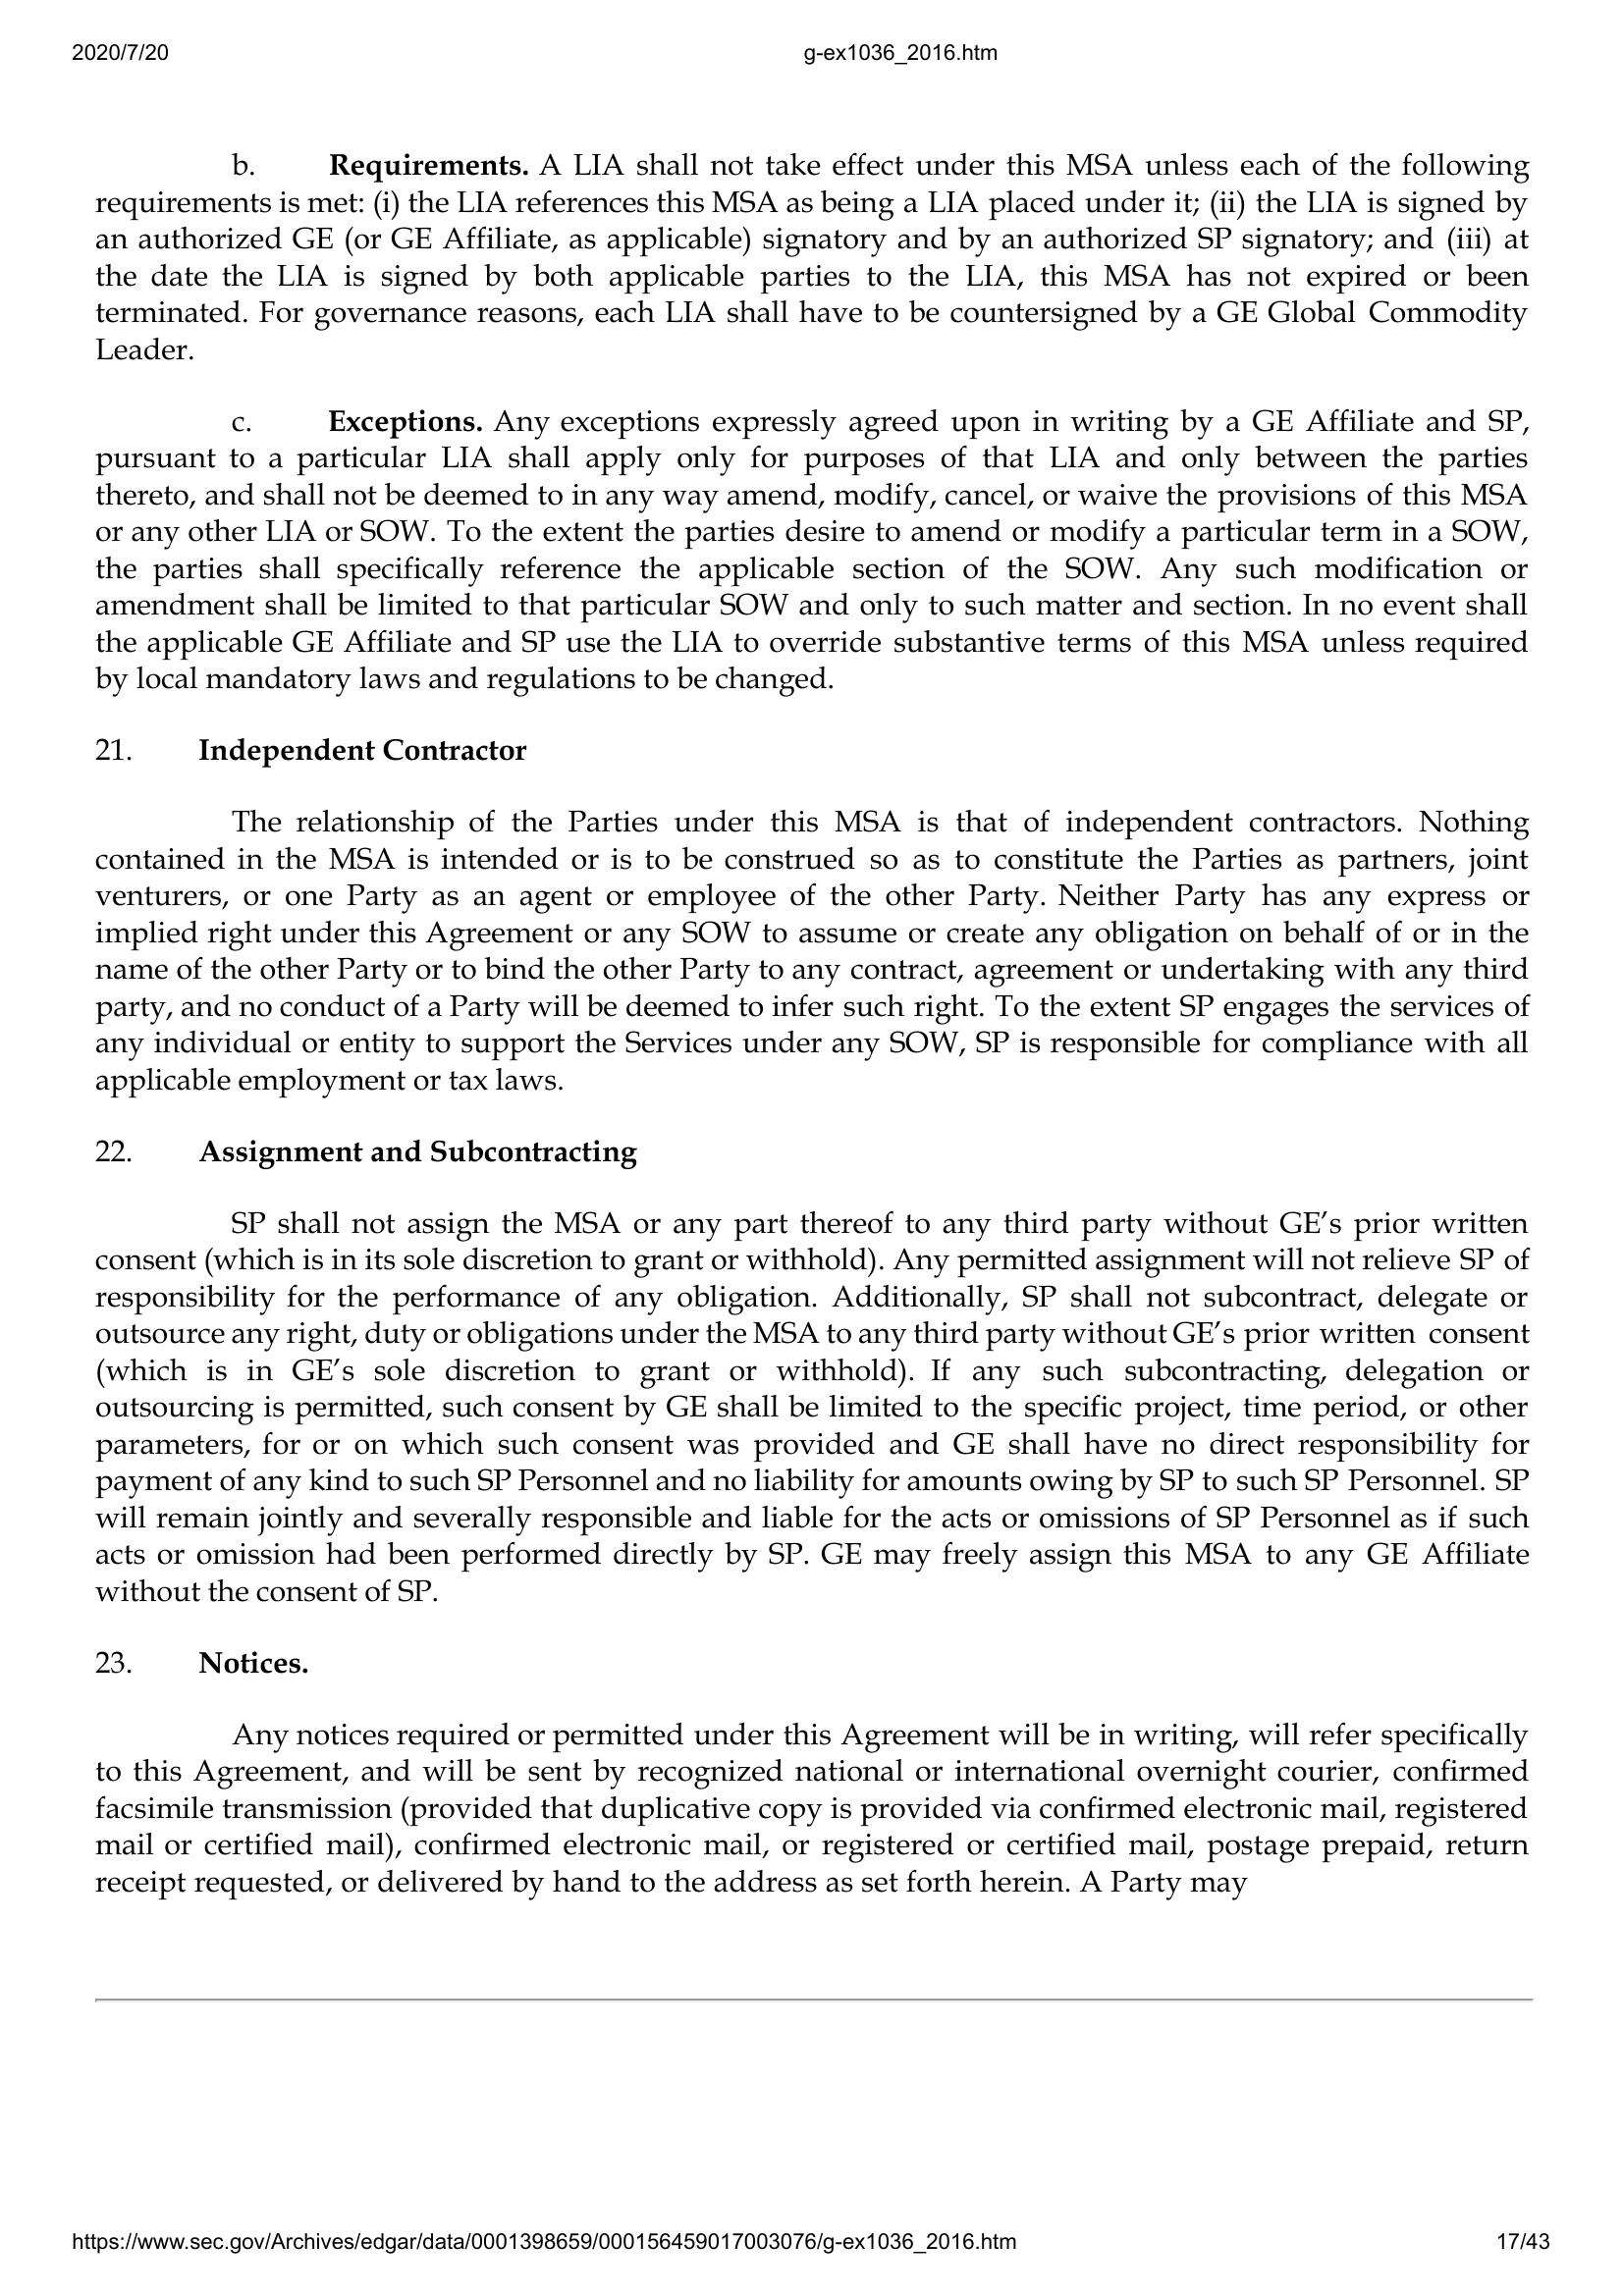 2020/7/20 g-ex1036_2016.htm
b. Requirements. A LIA shall not take effect under this MSA unless each of the following
requirements is met: (i) the LIA references this MSA as being a LIA placed under it; (ii) the LIA is signed by
an authorized GE (or GE Affiliate, as applicable) signatory and by an authorized SP signatory; and (iii) at
the date the LIA is signed by both applicable parties to the LIA, this MSA has not expired or been
terminated. For governance reasons, each LIA shall have to be countersigned by a GE Global Commodity
Leader.
c. Exceptions. Any exceptions expressly agreed upon in writing by a GE Affiliate and SP,
pursuant to a particular LIA shall apply only for purposes of that LIA and only between the parties
thereto, and shall not be deemed to in any way amend, modify, cancel, or waive the provisions of this MSA
or any other LIA or SOW. To the extent the parties desire to amend or modify a particular term in a SOW,
the parties shall specifically reference the applicable section of the SOW. Any such modification or
amendment shall be limited to that particular SOW and only to such matter and section. In no event shall
the applicable GE Affiliate and SP use the LIA to override substantive terms of this MSA unless required
by local mandatory laws and regulations to be changed.
21. Independent Contractor
The relationship of the Parties under this MSA is that of independent contractors. Nothing
contained in the MSA is intended or is to be construed so as to constitute the Parties as partners, joint
venturers, or one Party as an agent or employee of the other Party. Neither Party has any express or
implied right under this Agreement or any SOW to assume or create any obligation on behalf of or in the
name of the other Party or to bind the other Party to any contract, agreement or undertaking with any third
party, and no conduct of a Party will be deemed to infer such right. To the extent SP engages the services of
any individual or entity to support the Services under any SOW, SP is responsible for compliance with all
applicable employment or tax laws.
22. Assignment and Subcontracting
SP shall not assign the MSA or any part thereof to any third party without GE’s prior written
consent (which is in its sole discretion to grant or withhold). Any permitted assignment will not relieve SP of
responsibility for the performance of any obligation. Additionally, SP shall not subcontract, delegate or
outsource any right, duty or obligations under the MSA to any third party without GE’s prior written consent
(which is in GE’s sole discretion to grant or withhold). If any such subcontracting, delegation or
outsourcing is permitted, such consent by GE shall be limited to the specific project, time period, or other
parameters, for or on which such consent was provided and GE shall have no direct responsibility for
payment of any kind to such SP Personnel and no liability for amounts owing by SP to such SP Personnel. SP
will remain jointly and severally responsible and liable for the acts or omissions of SP Personnel as if such
acts or omission had been performed directly by SP. GE may freely assign this MSA to any GE Affiliate
without the consent of SP.
23. Notices.
Any notices required or permitted under this Agreement will be in writing, will refer specifically
to this Agreement, and will be sent by recognized national or international overnight courier, confirmed
facsimile transmission (provided that duplicative copy is provided via confirmed electronic mail, registered
mail or certified mail), confirmed electronic mail, or registered or certified mail, postage prepaid, return
receipt requested, or delivered by hand to the address as set forth herein. A Party may
https://www.sec.gov/Archives/edgar/data/0001398659/000156459017003076/g-ex1036_2016.htm 17/43